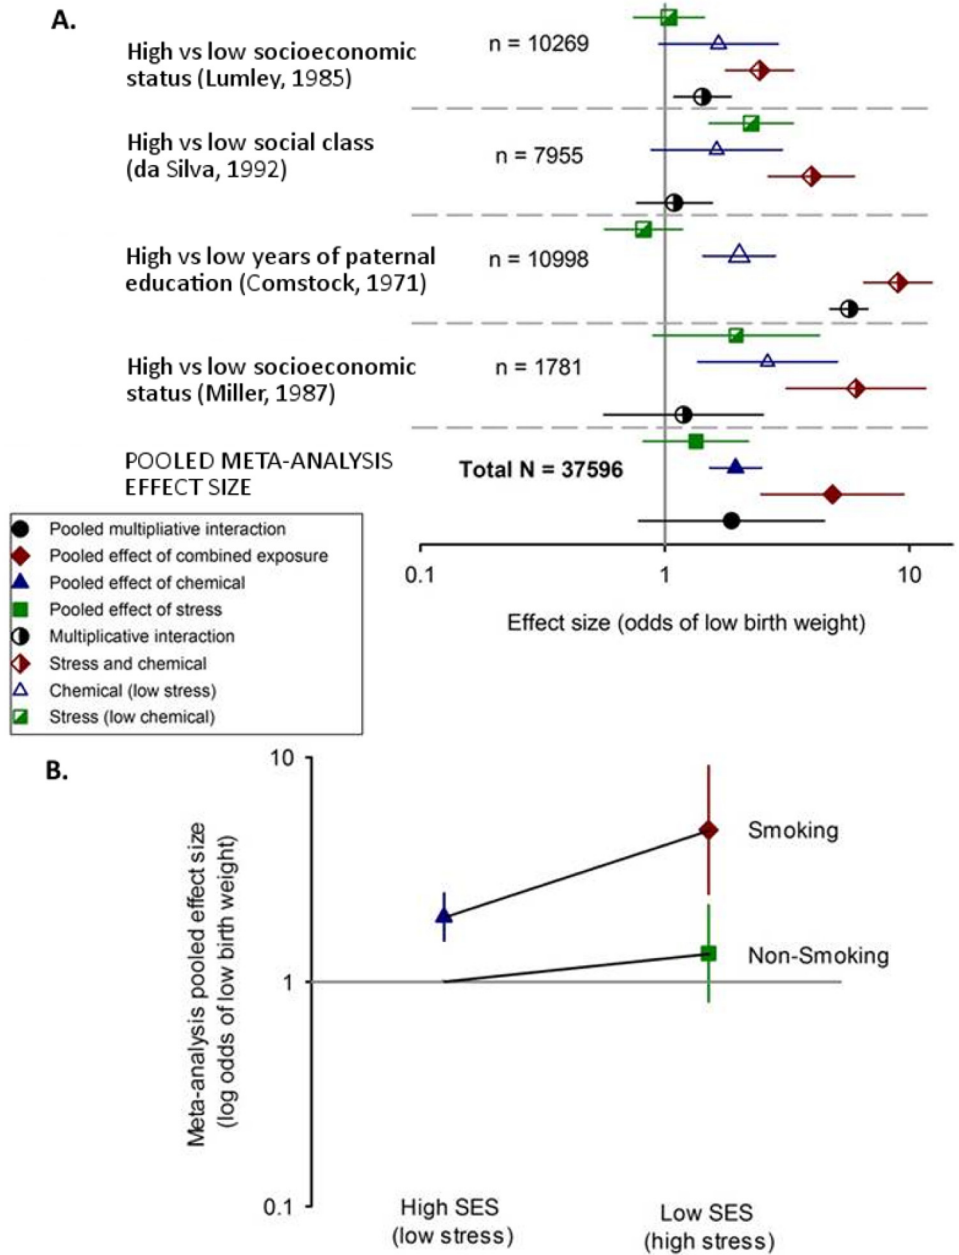 A.
High vs low socioeconomic
status (Lumley, 1985)
n = 10269
High vs low social class
(da Silva, 1992)
n = 7955
High vs low years of paternal
education (Comstock, 1971)
n = 10998
High vs low socioeconomic
status (Miller, 1987)
n = 1781
POOLED META-ANALYSIS
EFFECT SIZE
Total N = 37596
0.1 1 10
Effect size (odds of low birth weight)
Pooled multipliative interaction
Pooled effect of combined exposure
Pooled effect of chemical
Pooled effect of stress
Multiplicative interaction
Stress and chemical
Chemical (low stress)
Stress (low chemical)
B.
Meta-analysis pooled effect size
(log odds of low birth weight)
10
1
0.1
Smoking
Non-Smoking
High SES
(low stress)
Low SES
(high stress)